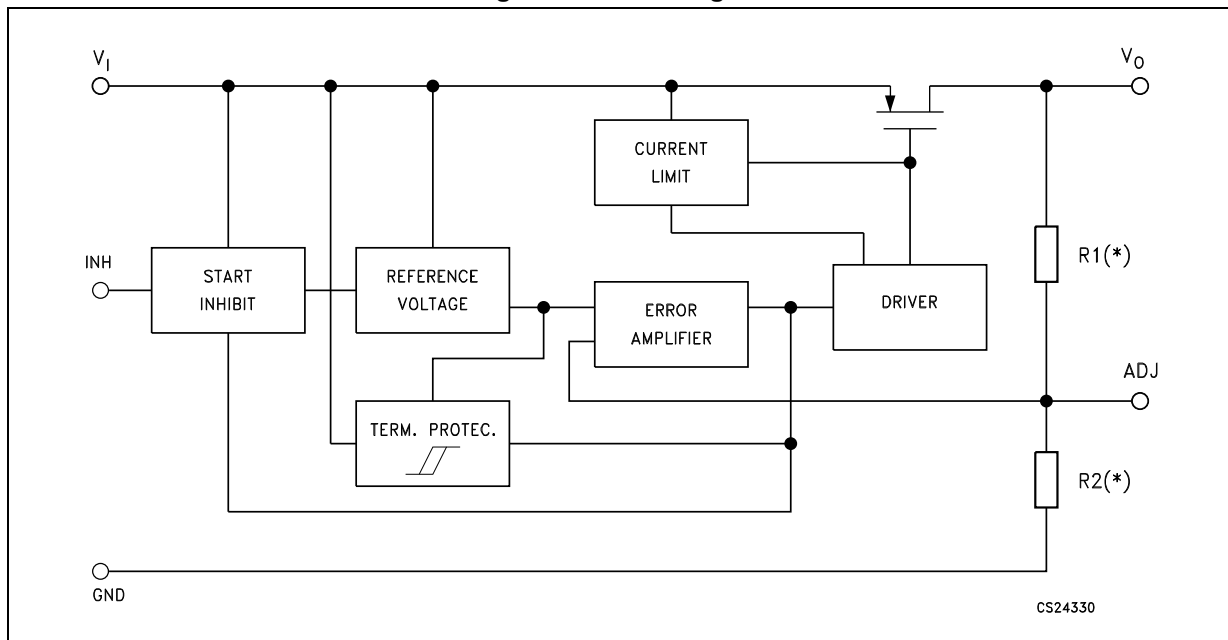 V_I
V_O
CURRENT
LIMIT
INH
START
INHIBIT
REFERENCE
VOLTAGE
R1(*)
ERROR
AMPLIFIER
DRIVER
ADJ
TERM. PROTEC.
R2(*)
GND
CS24330